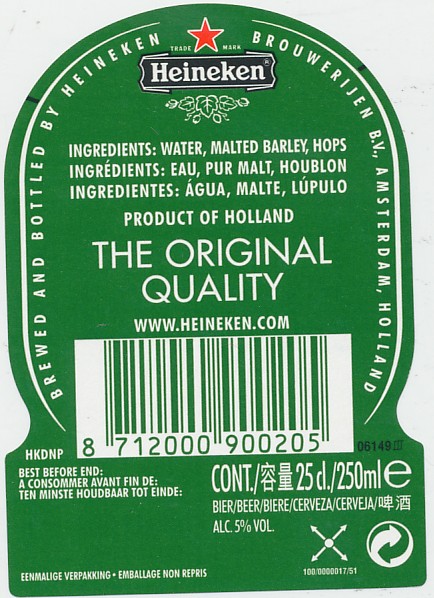 BREWED AND BOTTLED BY HEINEKEN BROUWERIJEN B.V., AMSTERDAM, HOLLAND
TRADE MARK
Heineken®
INGREDIENTS: WATER, MALTED BARLEY, HOPS
INGRÉDIENTS: EAU, PUR MALT, HOUBLON
INGREDIENTES: ÁGUA, MALTE, LÚPULO
PRODUCT OF HOLLAND
THE ORIGINAL
QUALITY
WWW.HEINEKEN.COM
8 712000 900205
HKDNP
06149III
BEST BEFORE END:
A CONSOMMER AVANT FIN DE:
TEN MINSTE HOUDBAAR TOT EINDE:
CONT./容量 25 cl./250ml e
BIER/BEER/BIERE/CERVEZA/CERVEJA/啤酒
ALC. 5% VOL.
100/0000017/51
EENMALIGE VERPAKKING • EMBALLAGE NON REPRIS